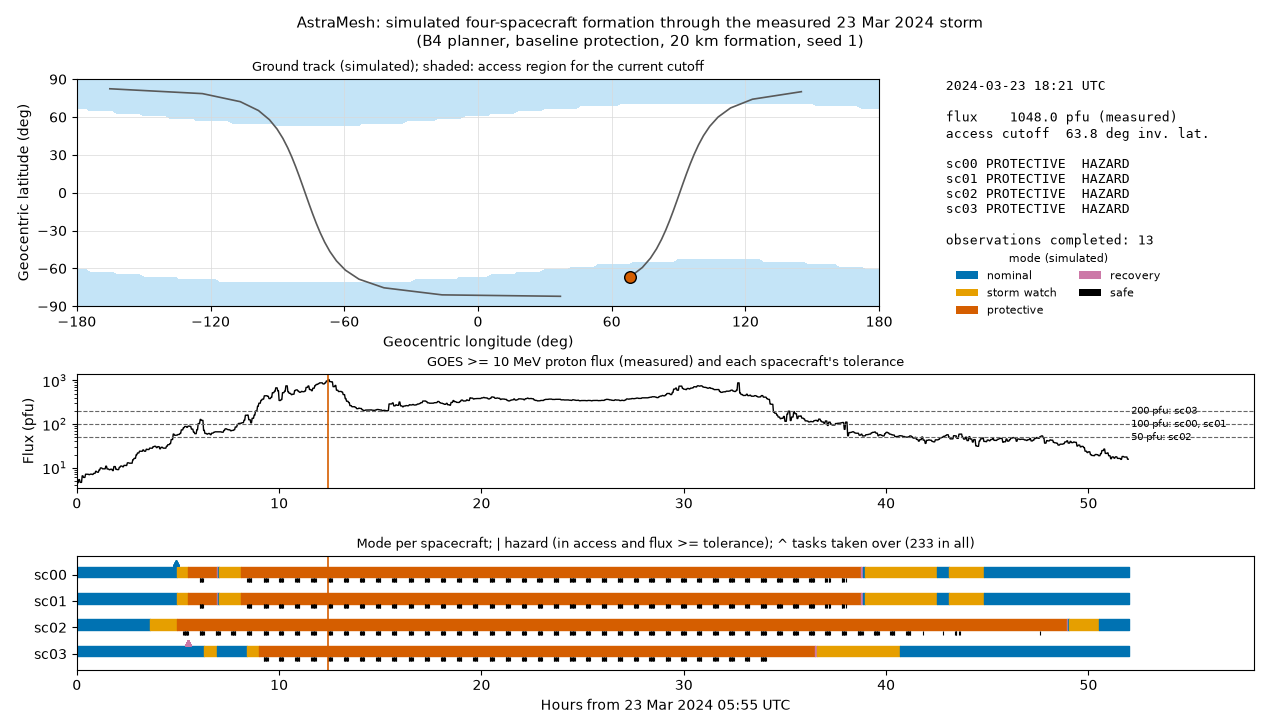 AstraMesh: simulated four-spacecraft formation through the measured 23 Mar 2024 storm
(B4 planner, baseline protection, 20 km formation, seed 1)
Ground track (simulated); shaded: access region for the current cutoff
Geocentric latitude (deg)
90
60
30
0
−30
−60
−90
−180 −120 −60 0 60 120 180
Geocentric longitude (deg)
2024-03-23 18:21 UTC
flux 1048.0 pfu (measured)
access cutoff 63.8 deg inv. lat.
sc00 PROTECTIVE HAZARD
sc01 PROTECTIVE HAZARD
sc02 PROTECTIVE HAZARD
sc03 PROTECTIVE HAZARD
observations completed: 13
mode (simulated)
nominal recovery
storm watch safe
protective
GOES >= 10 MeV proton flux (measured) and each spacecraft's tolerance
Flux (pfu)
10³
10²
10¹
200 pfu: sc03
100 pfu: sc00, sc01
50 pfu: sc02
0 10 20 30 40 50
Mode per spacecraft; | hazard (in access and flux >= tolerance); ^ tasks taken over (233 in all)
sc00
sc01
sc02
sc03
0 10 20 30 40 50
Hours from 23 Mar 2024 05:55 UTC